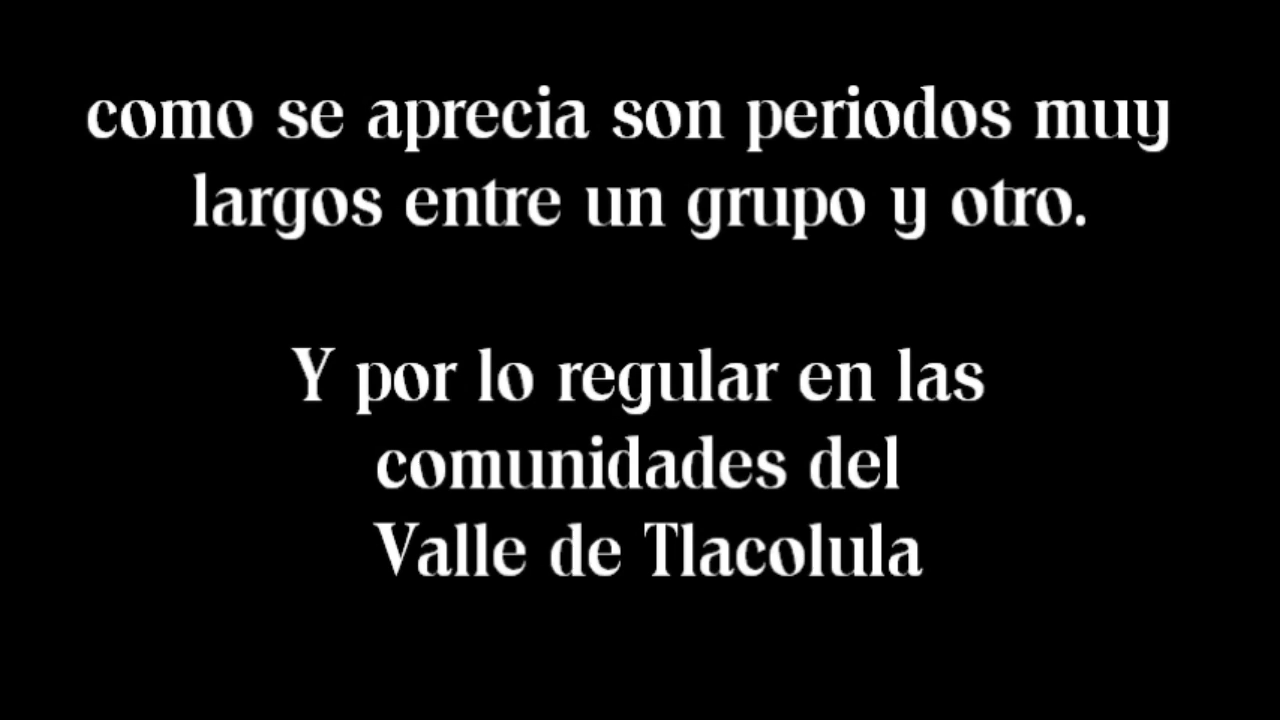 como se aprecia son periodos muy
largos entre un grupo y otro.
Y por lo regular en las
comunidades del
Valle de Tlacolula